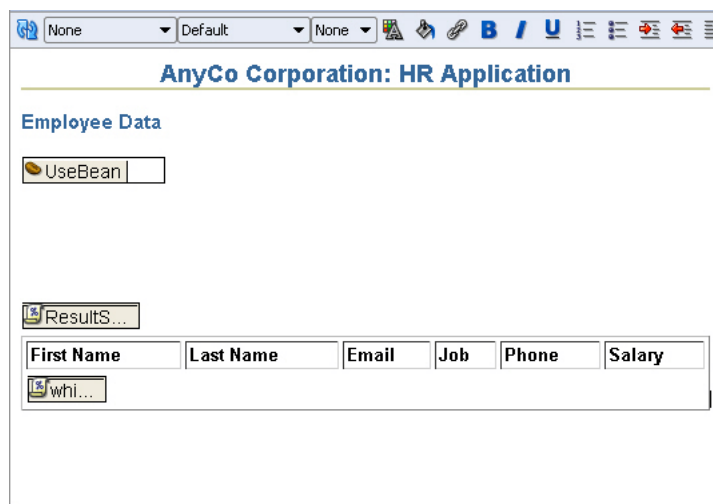 None Default None B I U
AnyCo Corporation: HR Application
Employee Data
UseBean
ResultS...
First Name Last Name Email Job Phone Salary
whi...